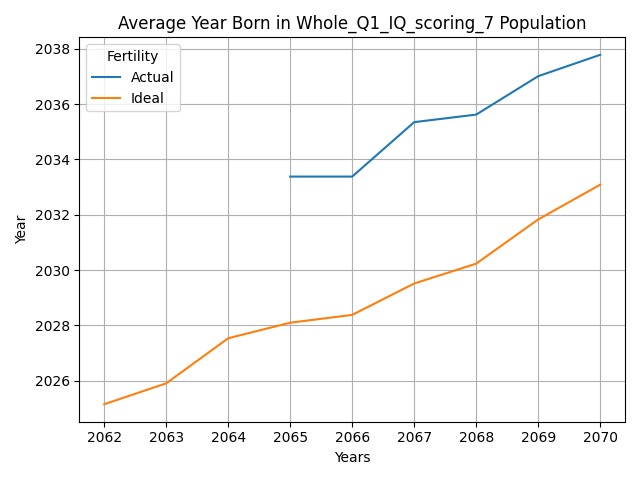 Average Year Born in Whole_Q1_IQ_scoring_7 Population
Fertility
Actual
Ideal
Year
2038
2036
2034
2032
2030
2028
2026
2062 2063 2064 2065 2066 2067 2068 2069 2070
Years